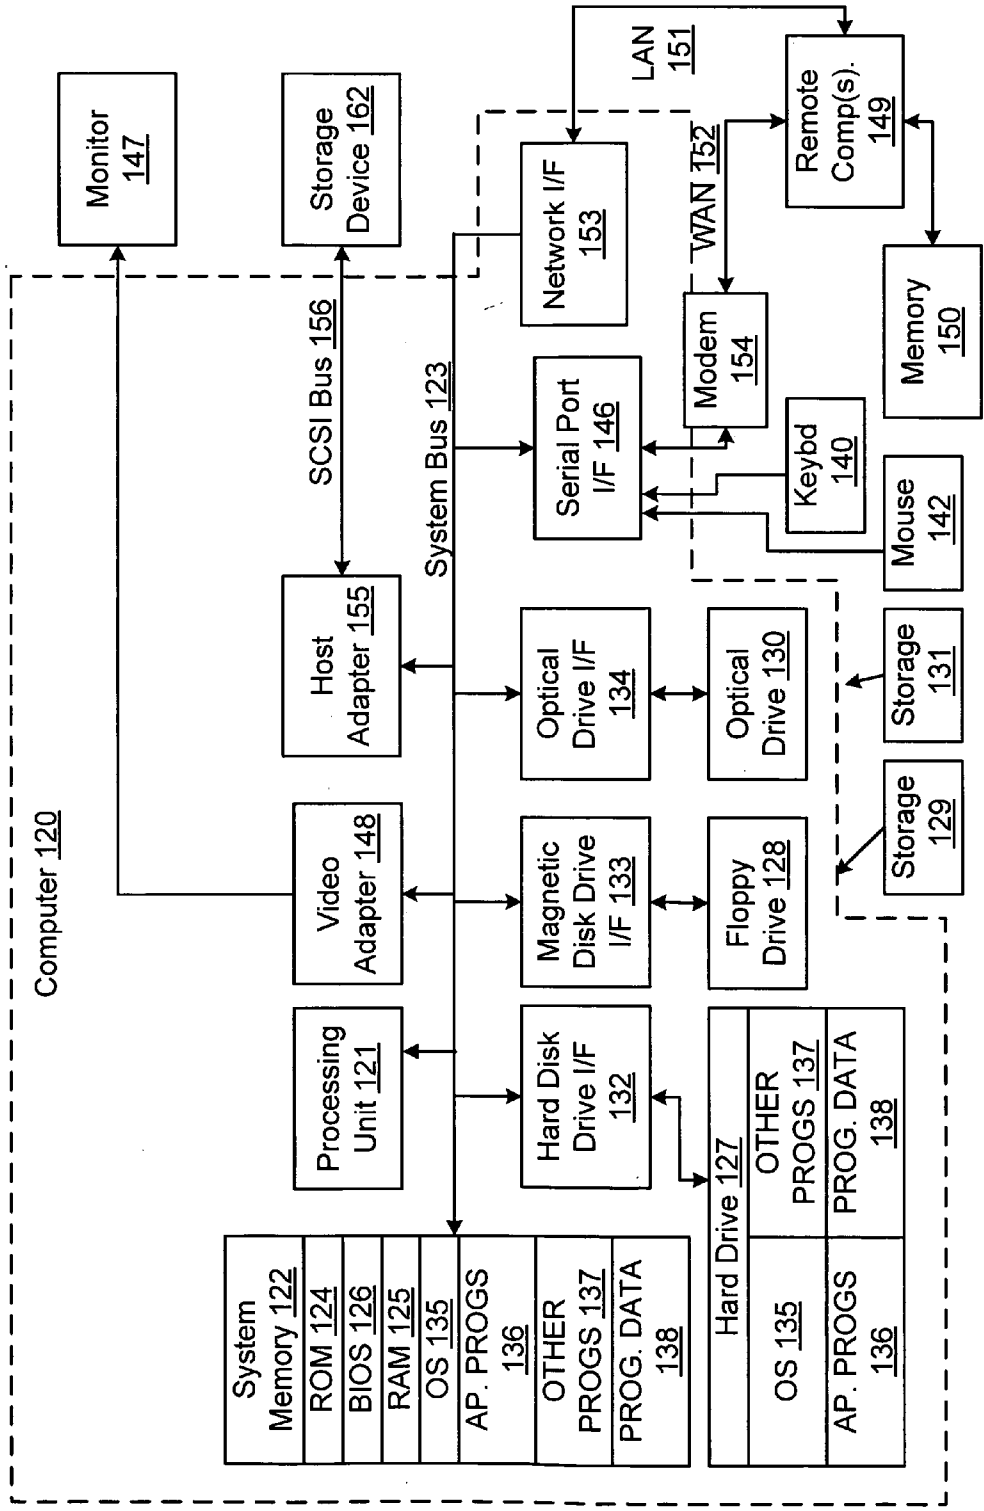 Computer 120
Monitor
147
Storage
Device 162
SCSI Bus 156
System
Memory 122
ROM 124
BIOS 126
RAM 125
OS 135
AP. PROGS
136
OTHER
PROGS 137
PROG. DATA
138
Processing
Unit 121
Video
Adapter 148
Host
Adapter 155
System Bus 123
Hard Disk
Drive I/F
132
Magnetic
Disk Drive
I/F 133
Optical
Drive I/F
134
Serial Port
I/F 146
Network I/F
153
LAN
151
Hard Drive 127
OS 135
OTHER
PROGS 137
AP. PROGS
136
PROG. DATA
138
Floppy
Drive 128
Optical
Drive 130
Modem
154
WAN 152
Remote
Comp(s).
149
Storage
129
Storage
131
Mouse
142
Keybd
140
Memory
150